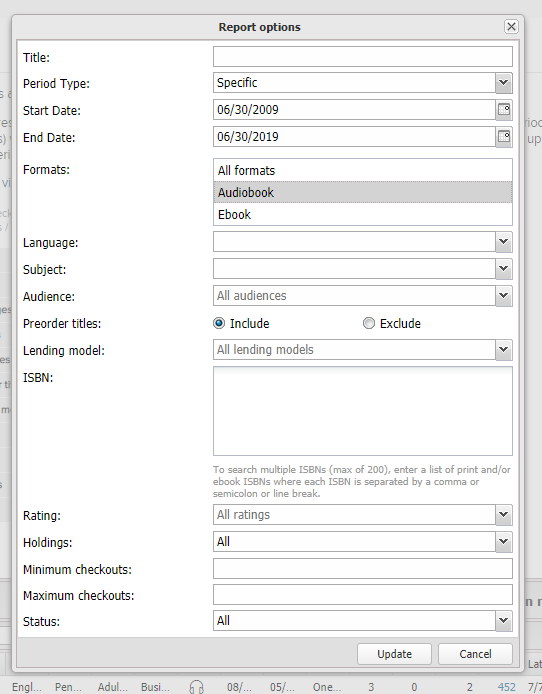 Report options
Title:
Period Type: Specific
Start Date: 06/30/2009
End Date: 06/30/2019
Formats: All formats
Audiobook
Ebook
Language:
Subject:
Audience: All audiences
Preorder titles: Include Exclude
Lending model: All lending models
ISBN:
To search multiple ISBNs (max of 200), enter a list of print and/or
ebook ISBNs where each ISBN is separated by a comma or
semicolon or line break.
Rating: All ratings
Holdings: All
Minimum checkouts:
Maximum checkouts:
Status: All
Update Cancel
Engl... Pen... Adul... Busi... 08/... 05/... One... 3 0 2 452 7/7